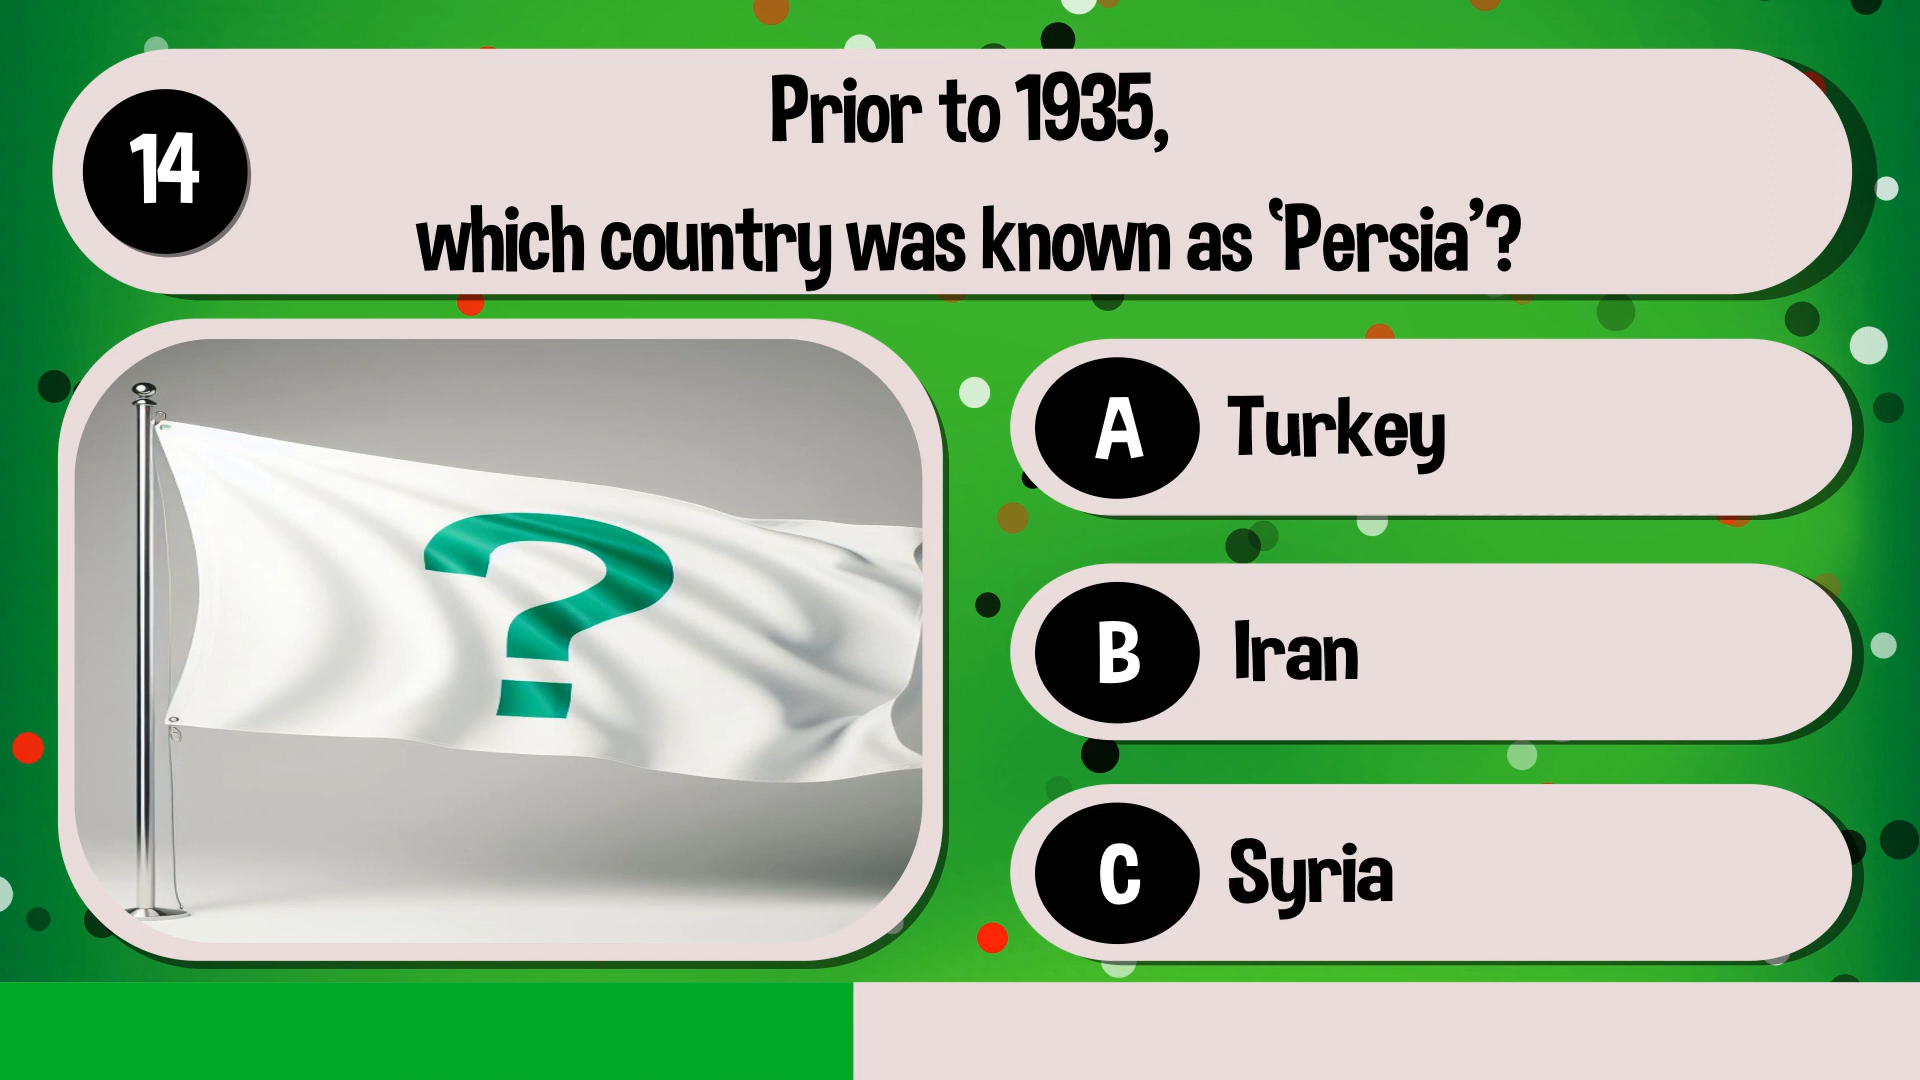 14
Prior to 1935,
which country was known as ‘Persia’?
?
A Turkey
B Iran
C Syria